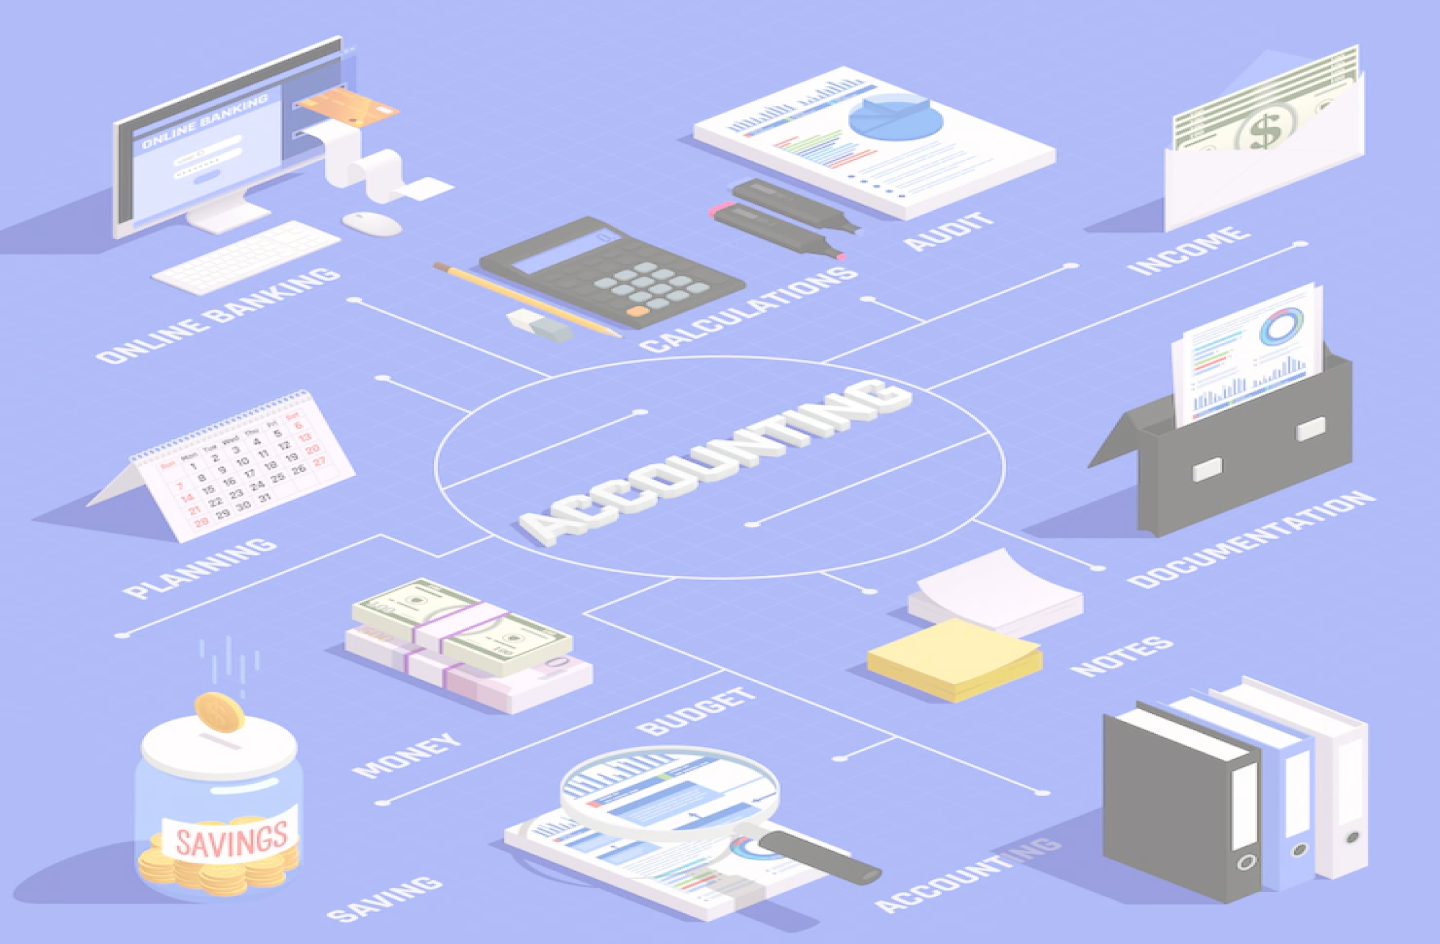 ONLINE BANKING
ONLINE BANKING
AUDIT
INCOME
CALCULATIONS
ACCOUNTING
Sun Mon Tue Wed Thu Fri Sat
1 2 3 4 5 6
7 8 9 10 11 12 13
14 15 16 17 18 19 20
21 22 23 24 25 26 27
28 29 30 31
PLANNING
DOCUMENTATION
100
100
NOTES
MONEY
BUDGET
SAVINGS
SAVING
ACCOUNTING